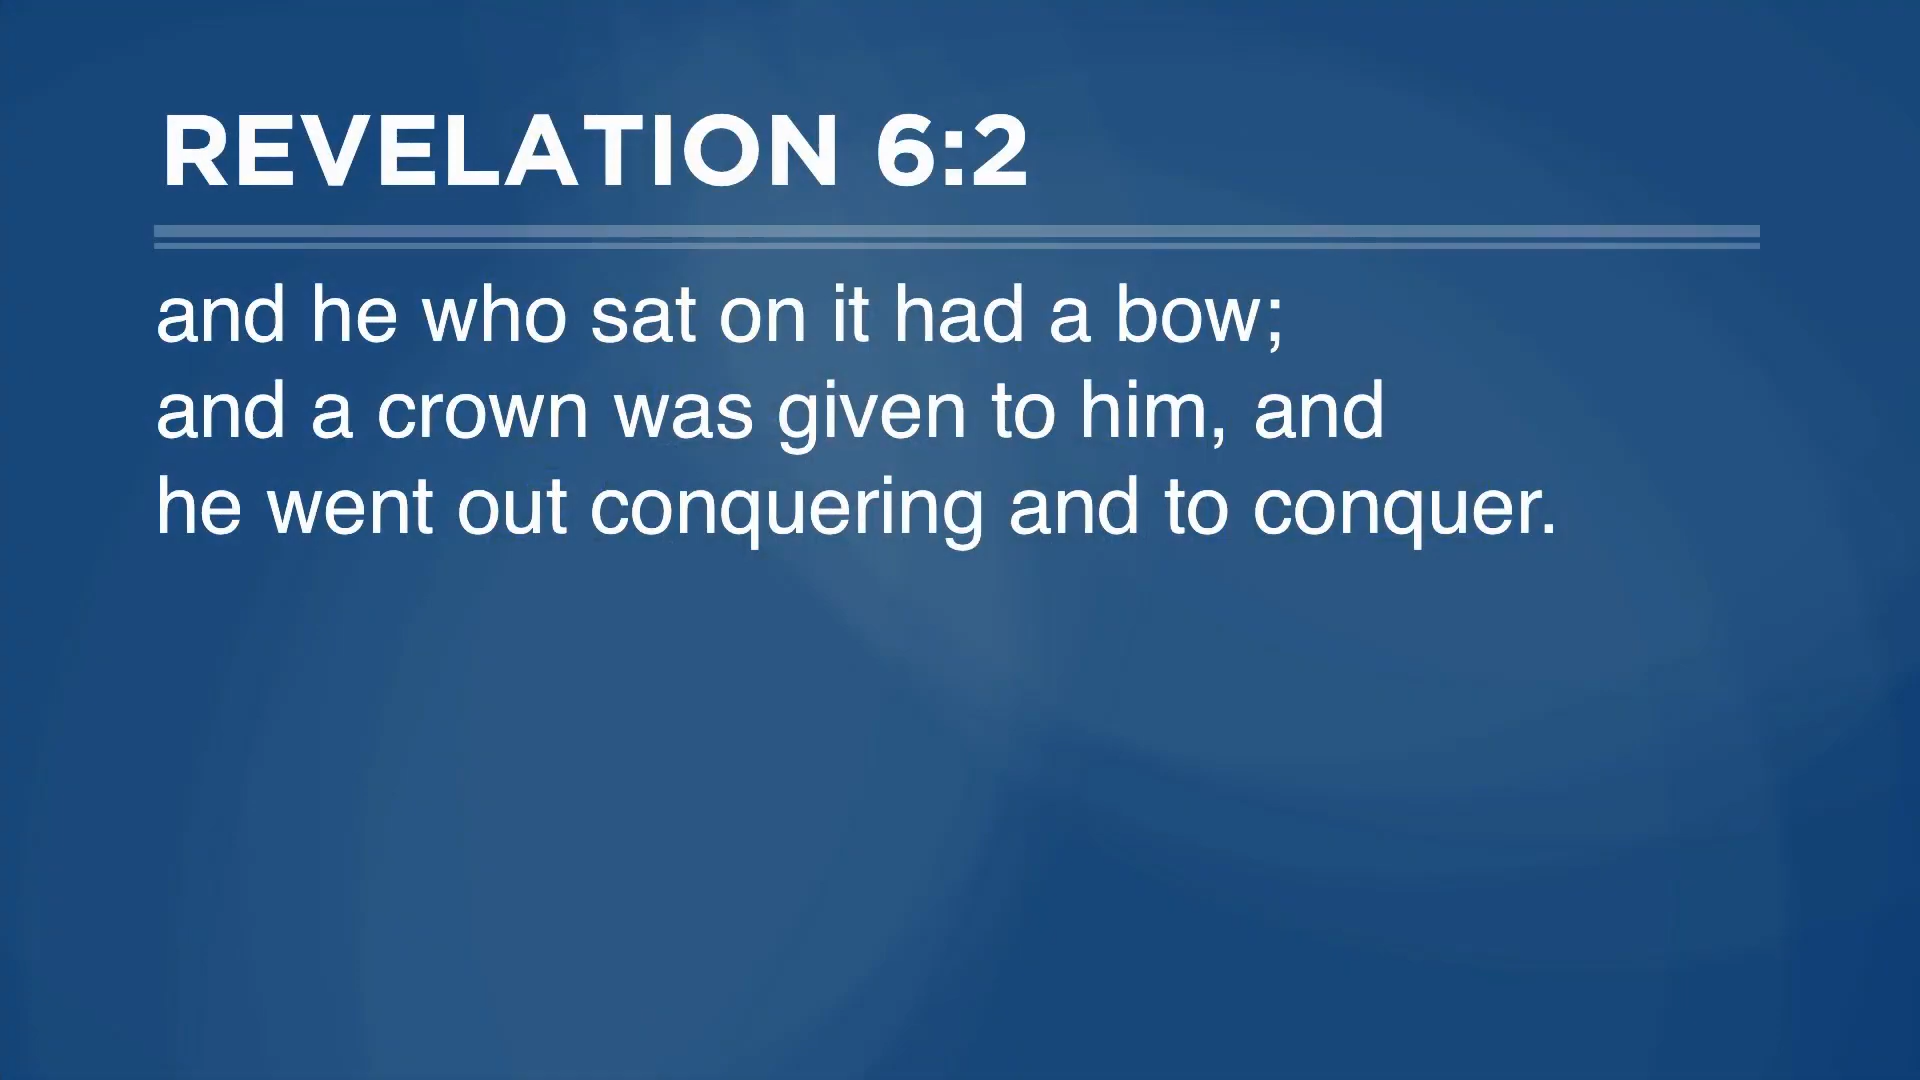 REVELATION 6:2
and he who sat on it had a bow;
and a crown was given to him, and
he went out conquering and to conquer.